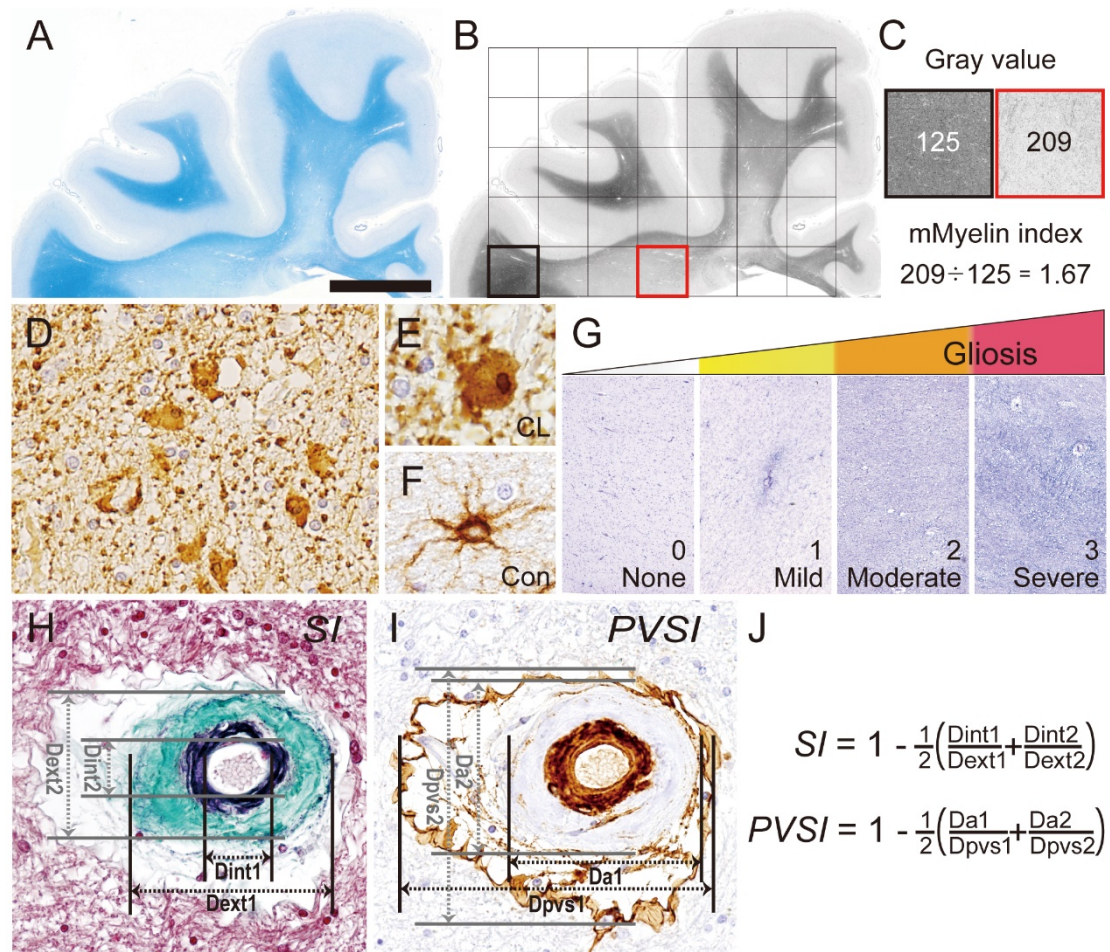 A
B
C
Gray value
125
209
mMyelin index
209÷125 = 1.67
D
E
CL
F
Con
G
Gliosis
0
None
1
Mild
2
Moderate
3
Severe
H
SI
Dext2
Dint2
Dint1
Dext1
I
PVSI
Dpvs2
Da2
Da1
Dpvs1
J
SI = 1 - 1/2(Dint1/Dext1+Dint2/Dext2)
PVSI = 1 - 1/2(Da1/Dpvs1+Da2/Dpvs2)